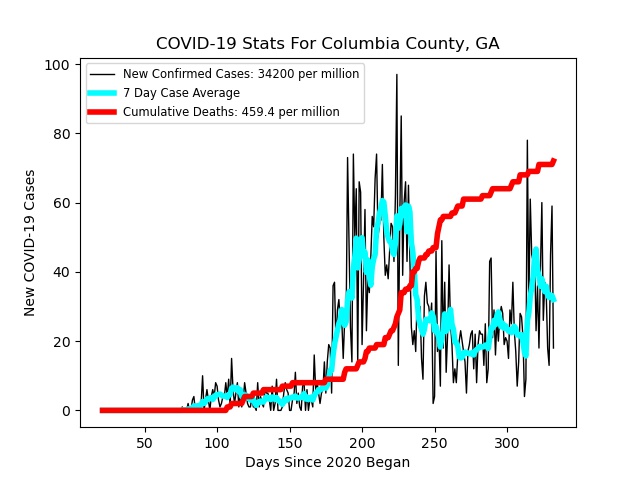 COVID-19 Stats For Columbia County, GA
New Confirmed Cases: 34200 per million
7 Day Case Average
Cumulative Deaths: 459.4 per million
New COVID-19 Cases
100
80
60
40
20
0
50 100 150 200 250 300
Days Since 2020 Began